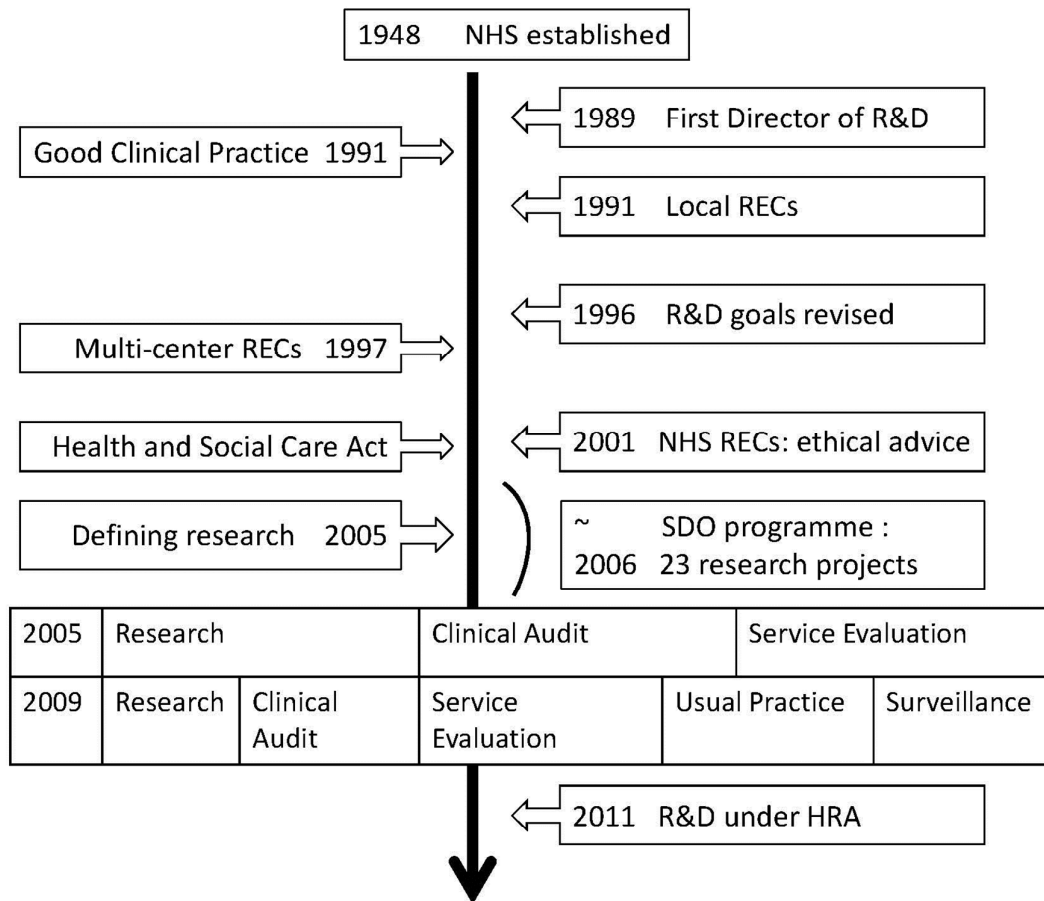 1948 NHS established
1989 First Director of R&D
Good Clinical Practice 1991
1991 Local RECs
1996 R&D goals revised
Multi-center RECs 1997
Health and Social Care Act
2001 NHS RECs: ethical advice
Defining research 2005
~ SDO programme :
2006 23 research projects
2005 Research Clinical Audit Service Evaluation
2009 Research Clinical Service Usual Practice Surveillance
Audit Evaluation
2011 R&D under HRA